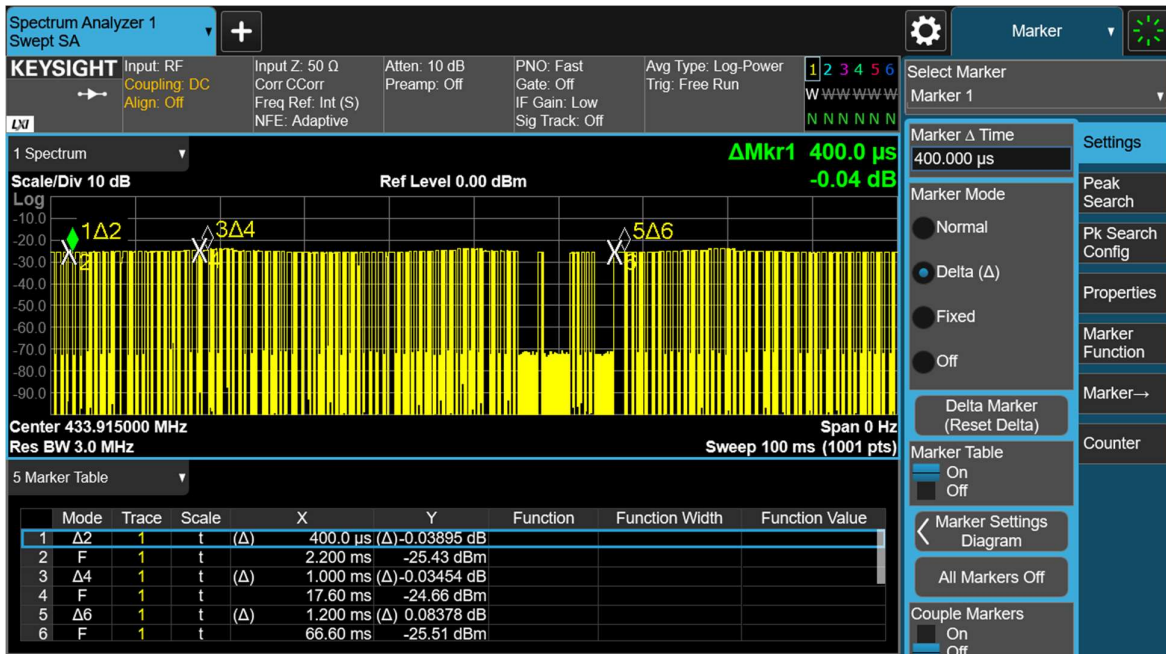 Spectrum Analyzer 1
Swept SA
+
Marker
KEYSIGHT
LXI
Input: RF
Coupling: DC
Align: Off
Input Z: 50 Ω
Corr CCorr
Freq Ref: Int (S)
NFE: Adaptive
Atten: 10 dB
Preamp: Off
PNO: Fast
Gate: Off
IF Gain: Low
Sig Track: Off
Avg Type: Log-Power
Trig: Free Run
1 2 3 4 5 6
W W W W W W
N N N N N N
Select Marker
Marker 1
1 Spectrum
ΔMkr1 400.0 µs
-0.04 dB
Scale/Div 10 dB
Ref Level 0.00 dBm
Log
-10.0
-20.0
-30.0
-40.0
-50.0
-60.0
-70.0
-80.0
-90.0
1Δ2
2
3Δ4
4
5Δ6
6
Center 433.915000 MHz
Span 0 Hz
Res BW 3.0 MHz
Sweep 100 ms (1001 pts)
5 Marker Table
Mode Trace Scale X Y Function Function Width Function Value
1 Δ2 1 t (Δ) 400.0 µs (Δ)-0.03895 dB
2 F 1 t 2.200 ms -25.43 dBm
3 Δ4 1 t (Δ) 1.000 ms (Δ)-0.03454 dB
4 F 1 t 17.60 ms -24.66 dBm
5 Δ6 1 t (Δ) 1.200 ms (Δ) 0.08378 dB
6 F 1 t 66.60 ms -25.51 dBm
Marker Δ Time
400.000 µs
Marker Mode
Normal
Delta (Δ)
Fixed
Off
Delta Marker
(Reset Delta)
Marker Table
On
Off
Marker Settings
Diagram
All Markers Off
Couple Markers
On
Off
Settings
Peak
Search
Pk Search
Config
Properties
Marker
Function
Marker→
Counter